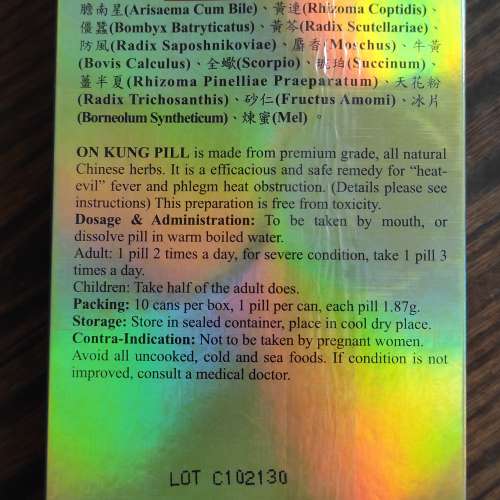 膽南星(Arisaema Cum Bile)、黃連(Rhizoma Coptidis)、
僵蠶(Bombyx Batryticatus)、黃芩(Radix Scutellariae)、
防風(Radix Saposhnikoviae)、麝香(Moschus)、牛黃
(Bovis Calculus)、全蠍(Scorpio)、琥珀(Succinum)、
薑半夏(Rhizoma Pinelliae Praeparatum)、天花粉
(Radix Trichosanthis)、砂仁(Fructus Amomi)、冰片
(Borneolum Syntheticum)、煉蜜(Mel) 。
ON KUNG PILL is made from premium grade, all natural
Chinese herbs. It is a efficacious and safe remedy for “heat-
evil” fever and phlegm heat obstruction. (Details please see
instructions) This preparation is free from toxicity.
Dosage & Administration: To be taken by mouth, or
dissolve pill in warm boiled water.
Adult: 1 pill 2 times a day, for severe condition, take 1 pill 3
times a day.
Children: Take half of the adult does.
Packing: 10 cans per box, 1 pill per can, each pill 1.87g.
Storage: Store in sealed container, place in cool dry place.
Contra-Indication: Not to be taken by pregnant women.
Avoid all uncooked, cold and sea foods. If condition is not
improved, consult a medical doctor.
LOT C102130